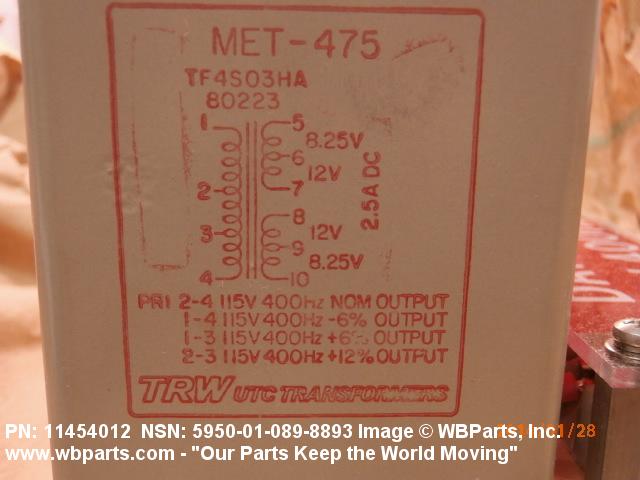 MET-475
TF4S03HA
80223
1 5
8.25V
6
12V
2 7
2.5A DC
8
3 12V
9
8.25V
4 10
PRI 2-4 115V 400Hz NOM OUTPUT
1-4 115V 400Hz -6% OUTPUT
1-3 115V 400Hz +6% OUTPUT
2-3 115V 400Hz +12% OUTPUT
TRW UTC TRANSFORMERS
PN: 11454012 NSN: 5950-01-089-8893 Image © WBParts, Inc.
www.wbparts.com - "Our Parts Keep the World Moving"